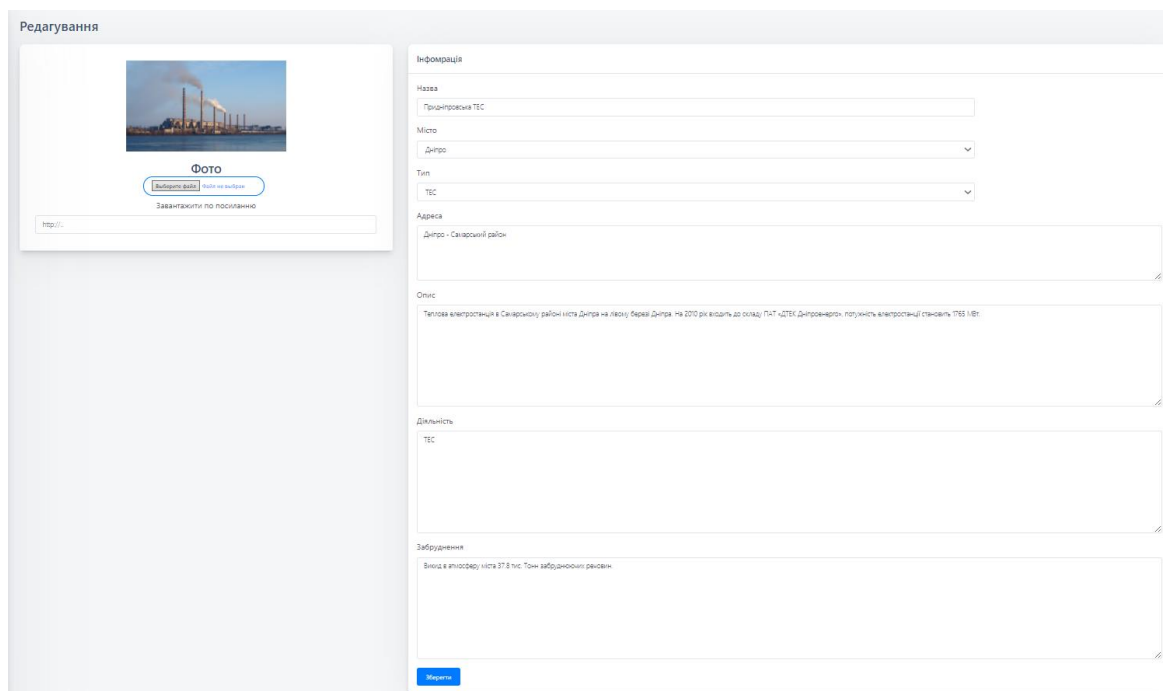 Редагування
Фото
Выберите файл Файл не выбран
Завантажити по посиланню
http://..
Інфомрація
Назва
Придніпровська ТЕС
Місто
Дніпро
Тип
ТЕС
Адреса
Дніпро - Самарський район
Опис
Теплова електростанція в Самарському районі міста Дніпра на лівому березі Дніпра. На 2010 рік входить до складу ПАТ «ДТЕК Дніпроенерго», потужність електростанції становить 1765 МВт.
Діяльність
ТЕС
Забруднення
Викид в атмосферу міста 37.8 тис. Тонн забруднюючих речовин
Зберегти